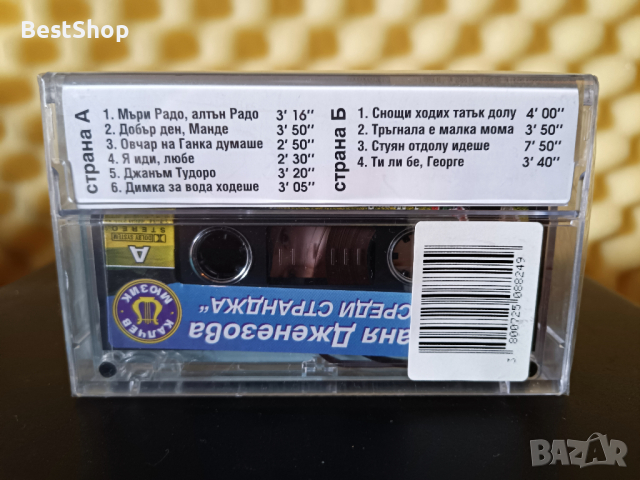 BestShop
страна А
1. Мъри Радо, алтън Радо 3' 16''
2. Добър ден, Манде 3' 50''
3. Овчар на Ганка думаше 2' 50''
4. Я иди, любе 2' 30''
5. Джанъм Тудоро 3' 20''
6. Димка за вода ходеше 3' 05''
страна Б
1. Снощи ходих татък долу 4' 00''
2. Тръгнала е малка мома 3' 50''
3. Стуян отдолу идеше 7' 50''
4. Ти ли бе, Георге 3' 40''
STEREO
A
КАЛЧЕВ
МЮЗИК
аня Дженезова
СРЕДИ СТРАНДЖА"
3 800725 088249
BAZAR